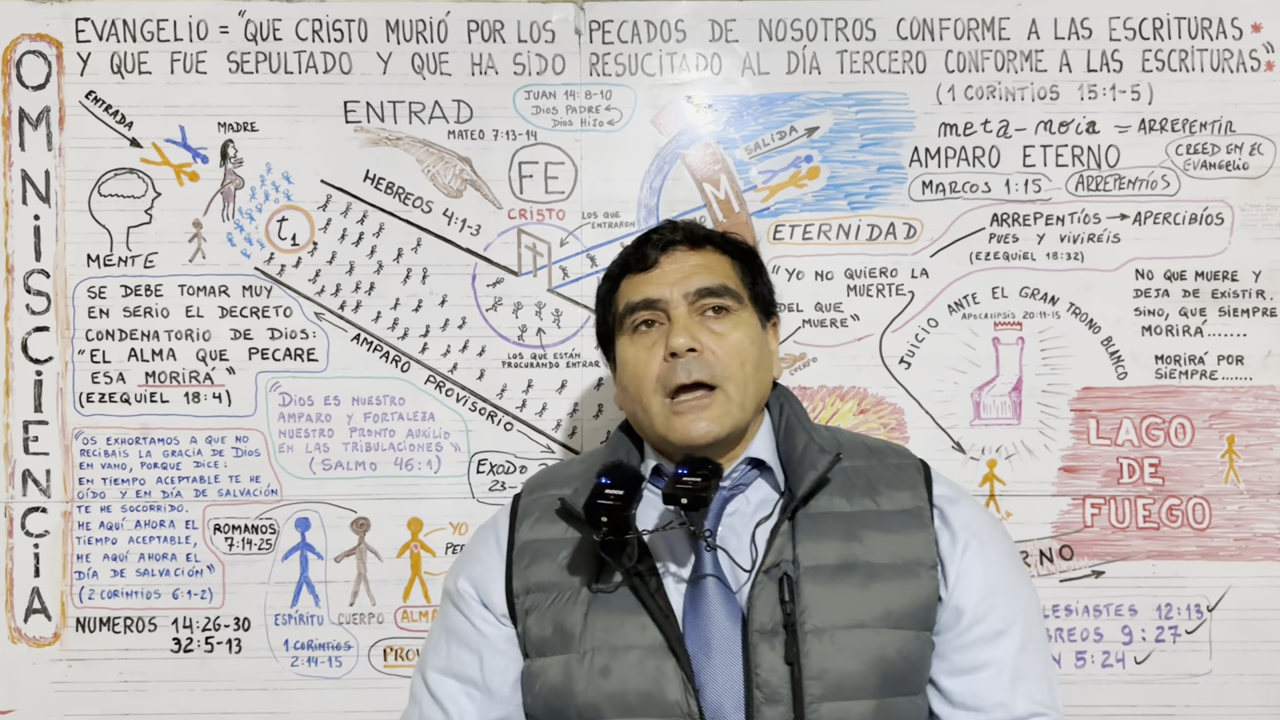 EVANGELIO = "QUE CRISTO MURIÓ POR LOS PECADOS DE NOSOTROS CONFORME A LAS ESCRITURAS*
Y QUE FUE SEPULTADO Y QUE HA SIDO RESUCITADO AL DÍA TERCERO CONFORME A LAS ESCRITURAS"
(1 CORINTIOS 15:1-5)
OMNISCIENCIA
ENTRADA
MADRE
MENTE
t1
ENTRAD
MATEO 7:13-14
JUAN 14:8-10
DIOS PADRE
DIOS HIJO
FE
CRISTO
HEBREOS 4:1-3
LOS QUE
ENTRARON
LOS QUE ESTÁN
PROCURANDO ENTRAR
AMPARO PROVISORIO
M
SALIDA
meta-noia = ARREPENTIR
AMPARO ETERNO
CREED EN EL
EVANGELIO
MARCOS 1:15
ARREPENTÍOS
ETERNIDAD
ARREPENTÍOS → APERCIBÍOS
PUES Y VIVIRÉIS
(EZEQUIEL 18:32)
"YO NO QUIERO LA
MUERTE
DEL QUE
MUERE"
CUERPO
JUICIO ANTE EL GRAN TRONO BLANCO
APOCALIPSIS 20:11-15
NO QUE MUERE Y
DEJA DE EXISTIR.
SINO, QUE SIEMPRE
MORIRA.......
MORIRÁ POR
SIEMPRE.......
LAGO
DE
FUEGO
SE DEBE TOMAR MUY
EN SERIO EL DECRETO
CONDENATORIO DE DIOS:
"EL ALMA QUE PECARE
ESA MORIRÁ"
(EZEQUIEL 18:4)
"DIOS ES NUESTRO
AMPARO Y FORTALEZA
NUESTRO PRONTO AUXILIO
EN LAS TRIBULACIONES"
(SALMO 46:1)
EXODO
23-
"OS EXHORTAMOS A QUE NO
RECIBAIS LA GRACIA DE DIOS
EN VANO, PORQUE DICE:
EN TIEMPO ACEPTABLE TE HE
OÍDO Y EN DÍA DE SALVACIÓN
TE HE SOCORRIDO.
HE AQUÍ AHORA EL
TIEMPO ACEPTABLE,
HE AQUÍ AHORA EL
DÍA DE SALVACIÓN"
(2 CORINTIOS 6:1-2)
NUMEROS 14:26-30
32:5-13
ROMANOS
7:14-25
ESPÍRITU
CUERPO
ALMA
YO
PE
1 CORINTIOS
2:14-15
PROV
RNO
LESIASTES 12:13
BREOS 9:27
N 5:24